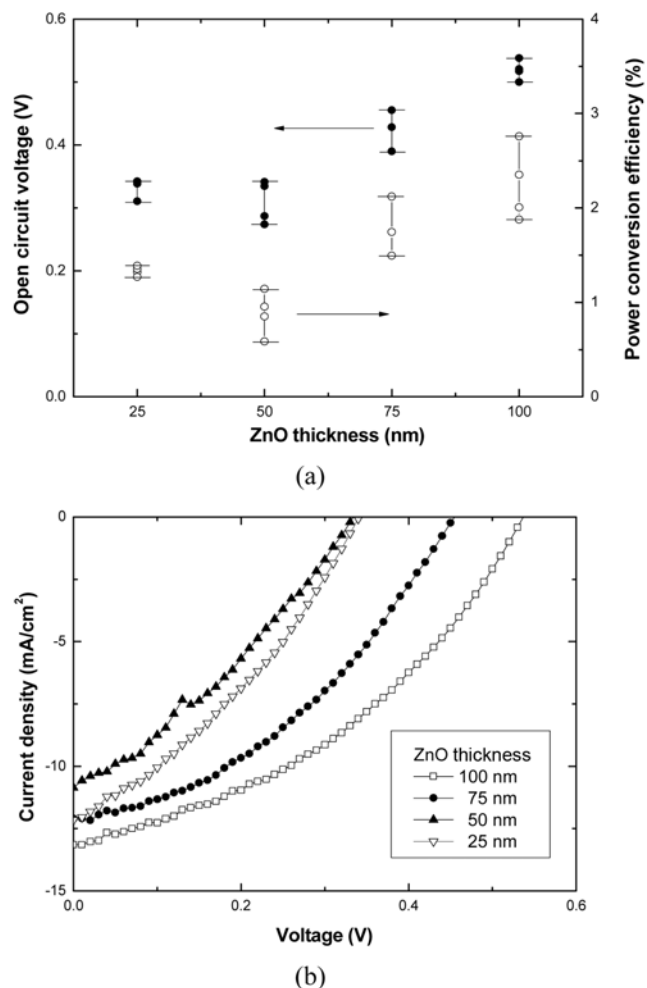 0.6
0.4
0.2
0.0
Open circuit voltage (V)
4
3
2
1
0
Power conversion efficiency (%)
25
50
75
100
ZnO thickness (nm)
(a)
0
-5
-10
-15
Current density (mA/cm²)
ZnO thickness
100 nm
75 nm
50 nm
25 nm
0.0
0.2
0.4
0.6
Voltage (V)
(b)